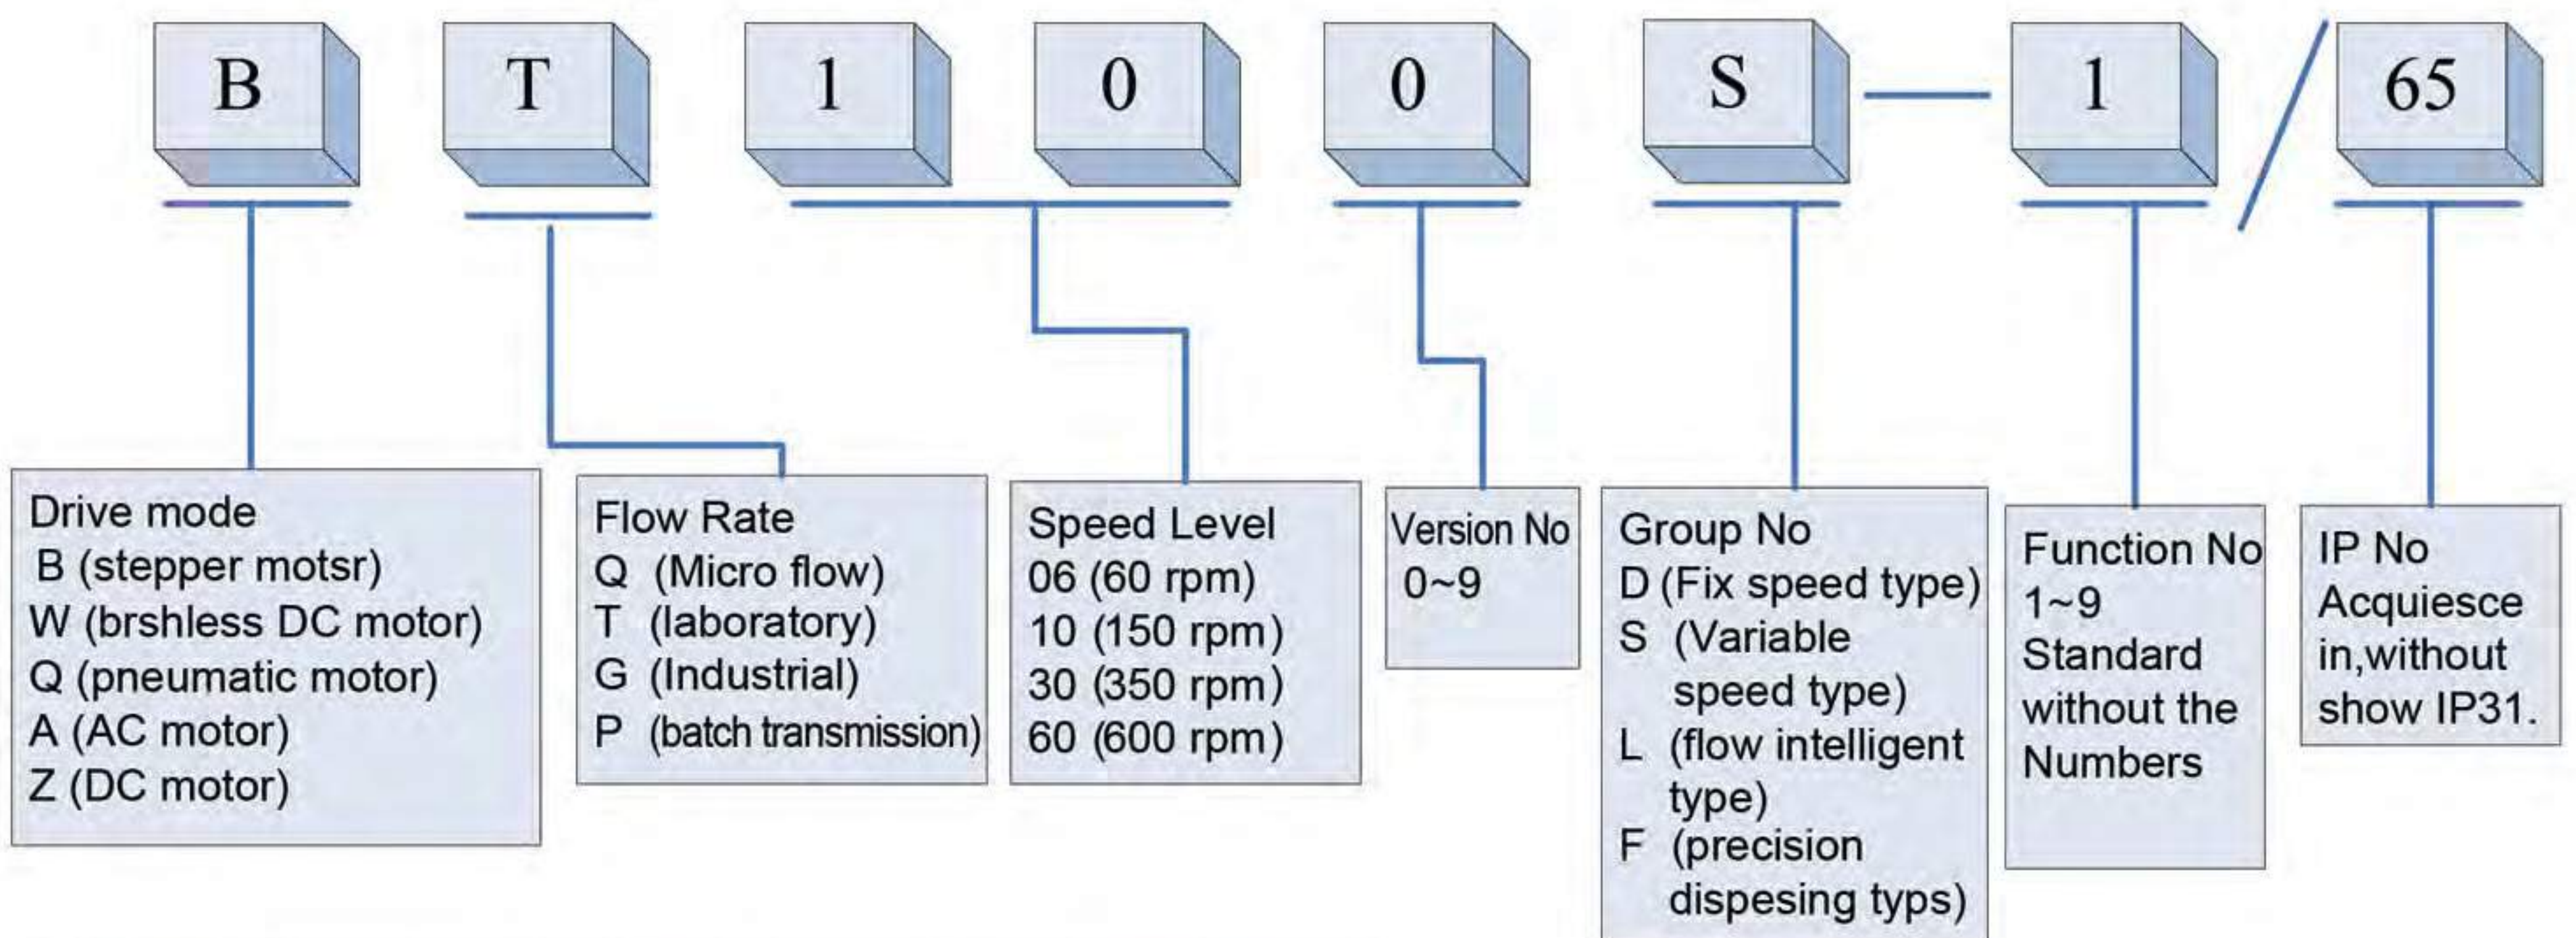 B T 1 0 0 S — 1 / 65
Drive mode
B (stepper motsr)
W (brshless DC motor)
Q (pneumatic motor)
A (AC motor)
Z (DC motor)
Flow Rate
Q (Micro flow)
T (laboratory)
G (Industrial)
P (batch transmission)
Speed Level
06 (60 rpm)
10 (150 rpm)
30 (350 rpm)
60 (600 rpm)
Version No
0~9
Group No
D (Fix speed type)
S (Variable
speed type)
L (flow intelligent
type)
F (precision
dispesing typs)
Function No
1~9
Standard
without the
Numbers
IP No
Acquiesce
in,without
show IP31.